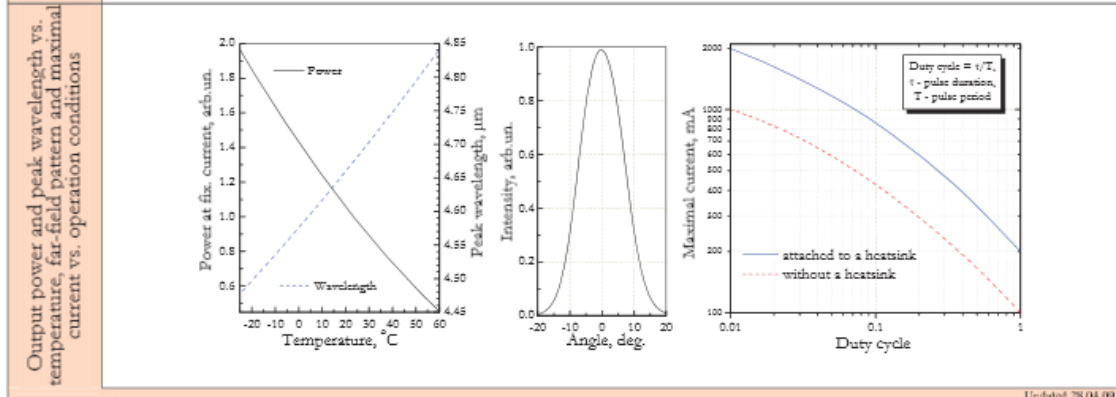 Output power and peak wavelength vs.
temperature, far-field pattern and maximal
current vs. operation conditions
Power at fix. current, arb.un.
2.0
1.8
1.6
1.4
1.2
1.0
0.8
0.6
Power
Wavelength
-20 -10 0 10 20 30 40 50 60
Temperature, °C
4.85
4.80
4.75
4.70
4.65
4.60
4.55
4.50
4.45
Peak wavelength, μm
Intensity, arb.un.
1.0
0.8
0.6
0.4
0.2
0.0
-20 -10 0 10 20
Angle, deg.
Maximal current, mA
2000
1000
900
800
700
600
500
400
300
200
100
Duty cycle = τ/T,
τ - pulse duration,
T - pulse period
attached to a heatsink
without a heatsink
0.01 0.1 1
Duty cycle
Updated 28.04.09